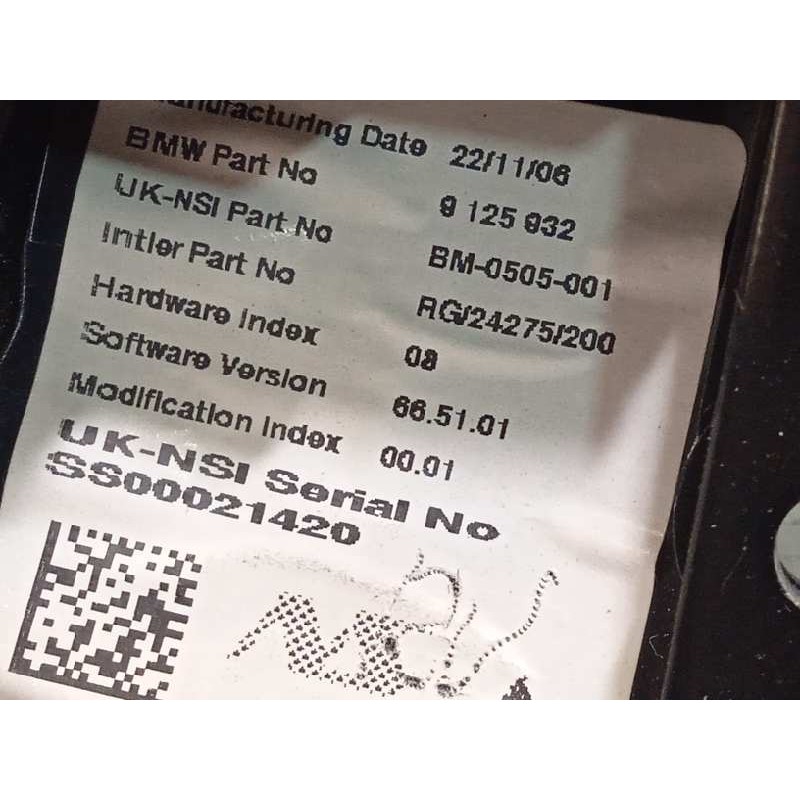 Manufacturing Date 22/11/06
BMW Part No 9 125 932
UK-NSI Part No BM-0505-001
Intier Part No RG/24275/200
Hardware Index 08
Software Version 66.51.01
Modification Index 00.01
UK-NSI Serial No
SS00021420